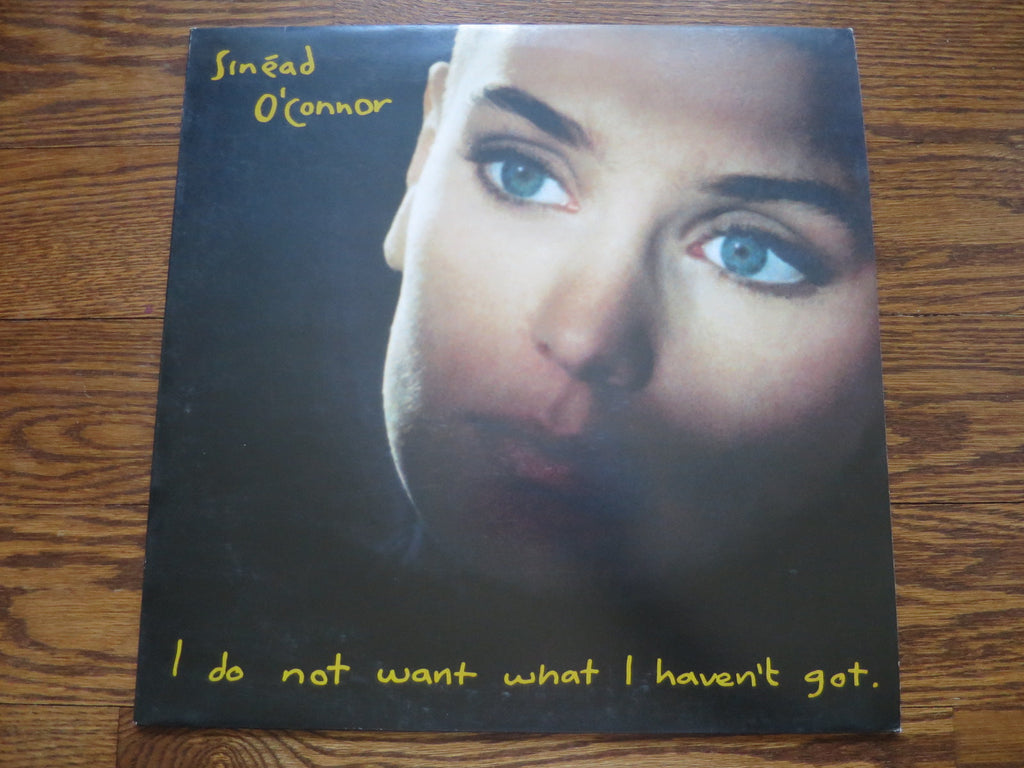 Sinéad
O'Connor
I do not want what I haven't got.